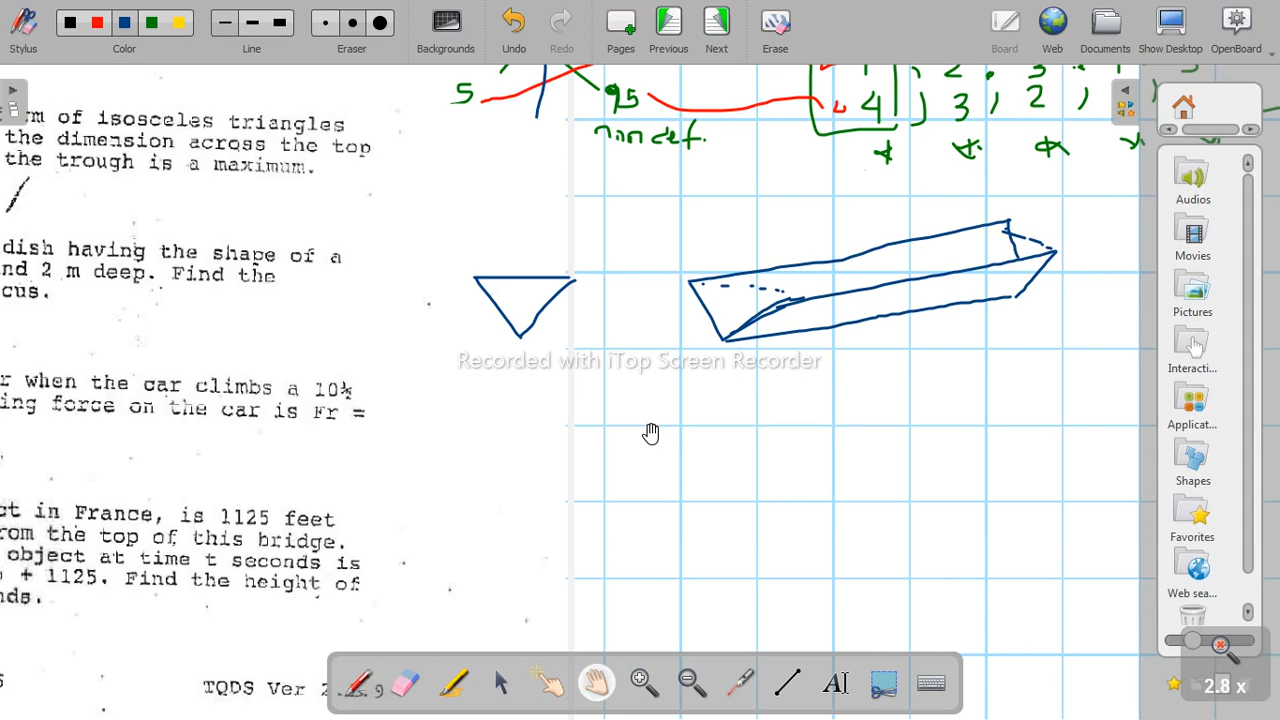 Stylus
Color
Line
Eraser
Backgrounds
Undo
Redo
Pages
Previous
Next
Erase
Board
Web
Documents
Show Desktop
OpenBoard
rm of isosceles triangles
the dimension across the top
the trough is a maximum.
dish having the shape of a
nd 2 m deep. Find the
cus.
r when the car climbs a 10%
ing force on the car is Fr =
ct in France, is 1125 feet
rom the top of this bridge.
object at time t seconds is
+ 1125. Find the height of
nds.
TQDS Ver 2
9
5
95
4 ) 3 , 2 ,
Recorded with iTop Screen Recorder
Audios
Movies
Pictures
Interacti...
Applicat...
Shapes
Favorites
Web sea...
2.8 x